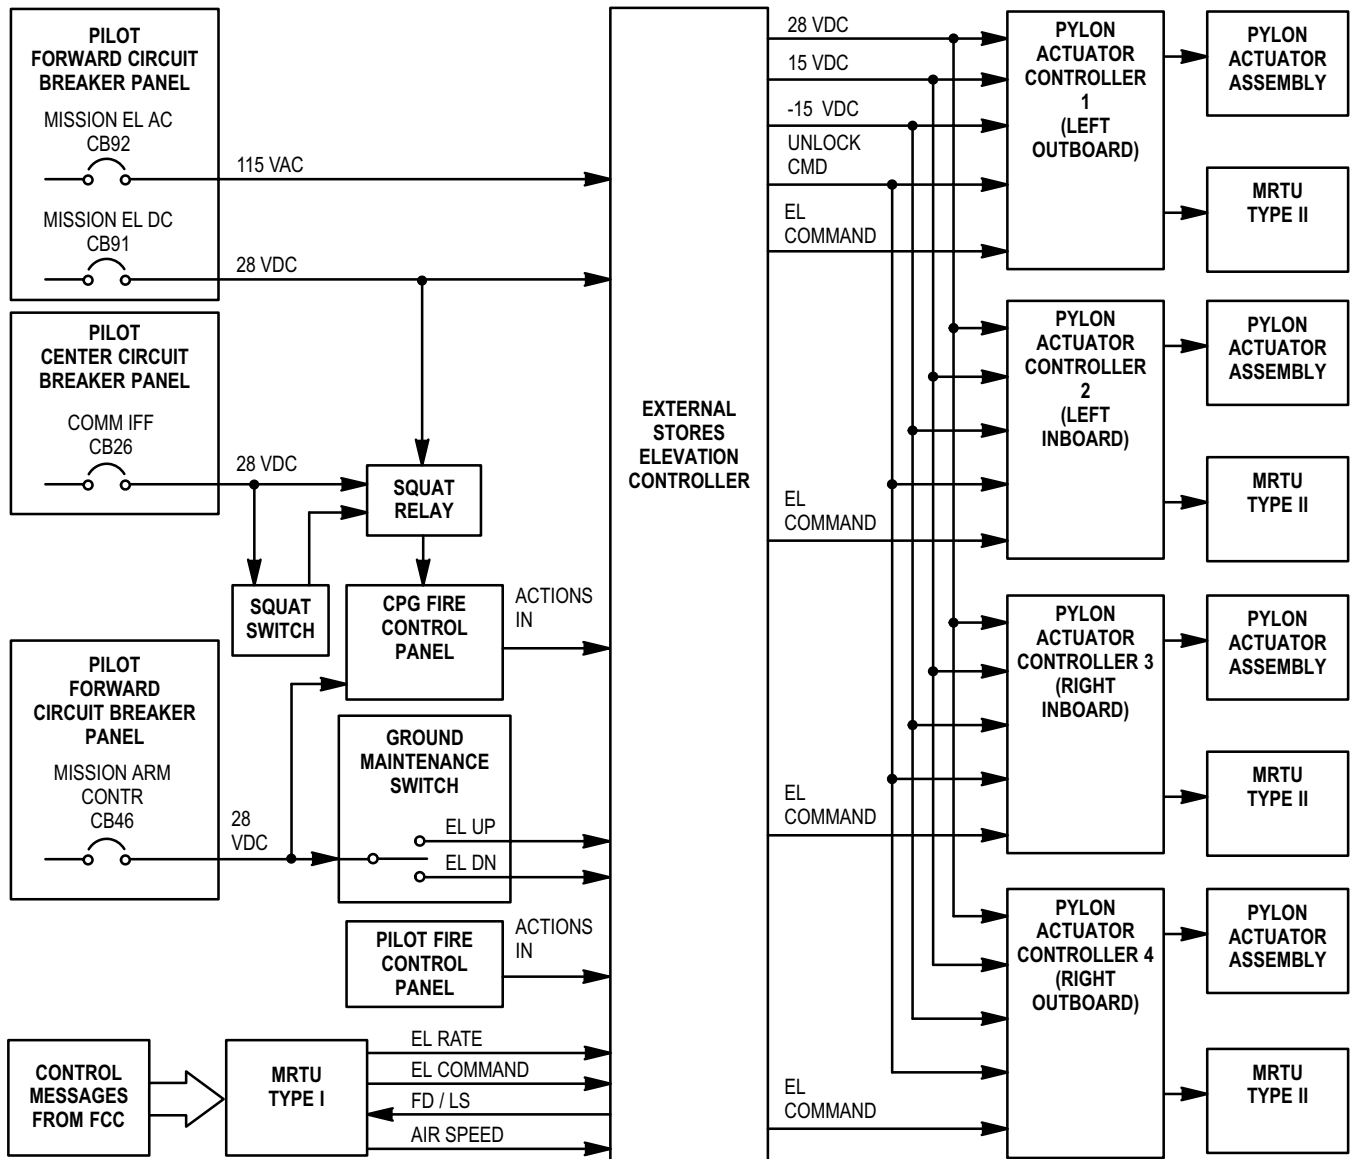 PILOT
FORWARD CIRCUIT
BREAKER PANEL
MISSION EL AC
CB92
115 VAC
MISSION EL DC
CB91
28 VDC
PILOT
CENTER CIRCUIT
BREAKER PANEL
COMM IFF
CB26
28 VDC
SQUAT
RELAY
SQUAT
SWITCH
CPG FIRE
CONTROL
PANEL
ACTIONS
IN
PILOT
FORWARD
CIRCUIT BREAKER
PANEL
MISSION ARM
CONTR
CB46
28
VDC
GROUND
MAINTENANCE
SWITCH
EL UP
EL DN
PILOT FIRE
CONTROL
PANEL
ACTIONS
IN
CONTROL
MESSAGES
FROM FCC
MRTU
TYPE I
EL RATE
EL COMMAND
FD / LS
AIR SPEED
EXTERNAL
STORES
ELEVATION
CONTROLLER
28 VDC
15 VDC
-15 VDC
UNLOCK
CMD
EL
COMMAND
EL
COMMAND
EL
COMMAND
EL
COMMAND
PYLON
ACTUATOR
CONTROLLER
1
(LEFT
OUTBOARD)
PYLON
ACTUATOR
ASSEMBLY
MRTU
TYPE II
PYLON
ACTUATOR
CONTROLLER
2
(LEFT
INBOARD)
PYLON
ACTUATOR
ASSEMBLY
MRTU
TYPE II
PYLON
ACTUATOR
CONTROLLER 3
(RIGHT
INBOARD)
PYLON
ACTUATOR
ASSEMBLY
MRTU
TYPE II
PYLON
ACTUATOR
CONTROLLER 4
(RIGHT
OUTBOARD)
PYLON
ACTUATOR
ASSEMBLY
MRTU
TYPE II